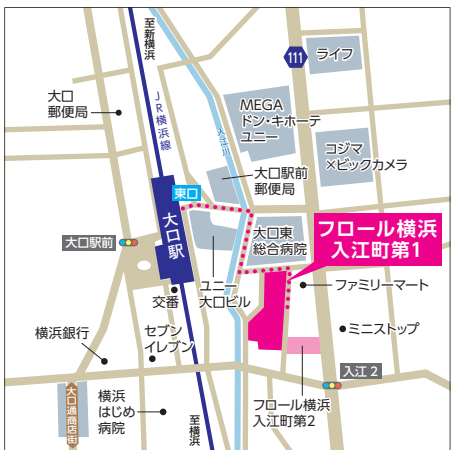 至新横浜
JR横浜線
大口
郵便局
111
ライフ
MEGA
ドン・キホーテ
ユニー
入江川
コジマ
×ビックカメラ
大口駅前
郵便局
東口
大口駅
大口東
総合病院
フロール横浜
入江町第1
大口駅前
ユニー
大口ビル
ファミリーマート
交番
ミニストップ
横浜銀行
セブン
イレブン
入江2
大口通商店街
横浜
はじめ
病院
至横浜
フロール横浜
入江町第2